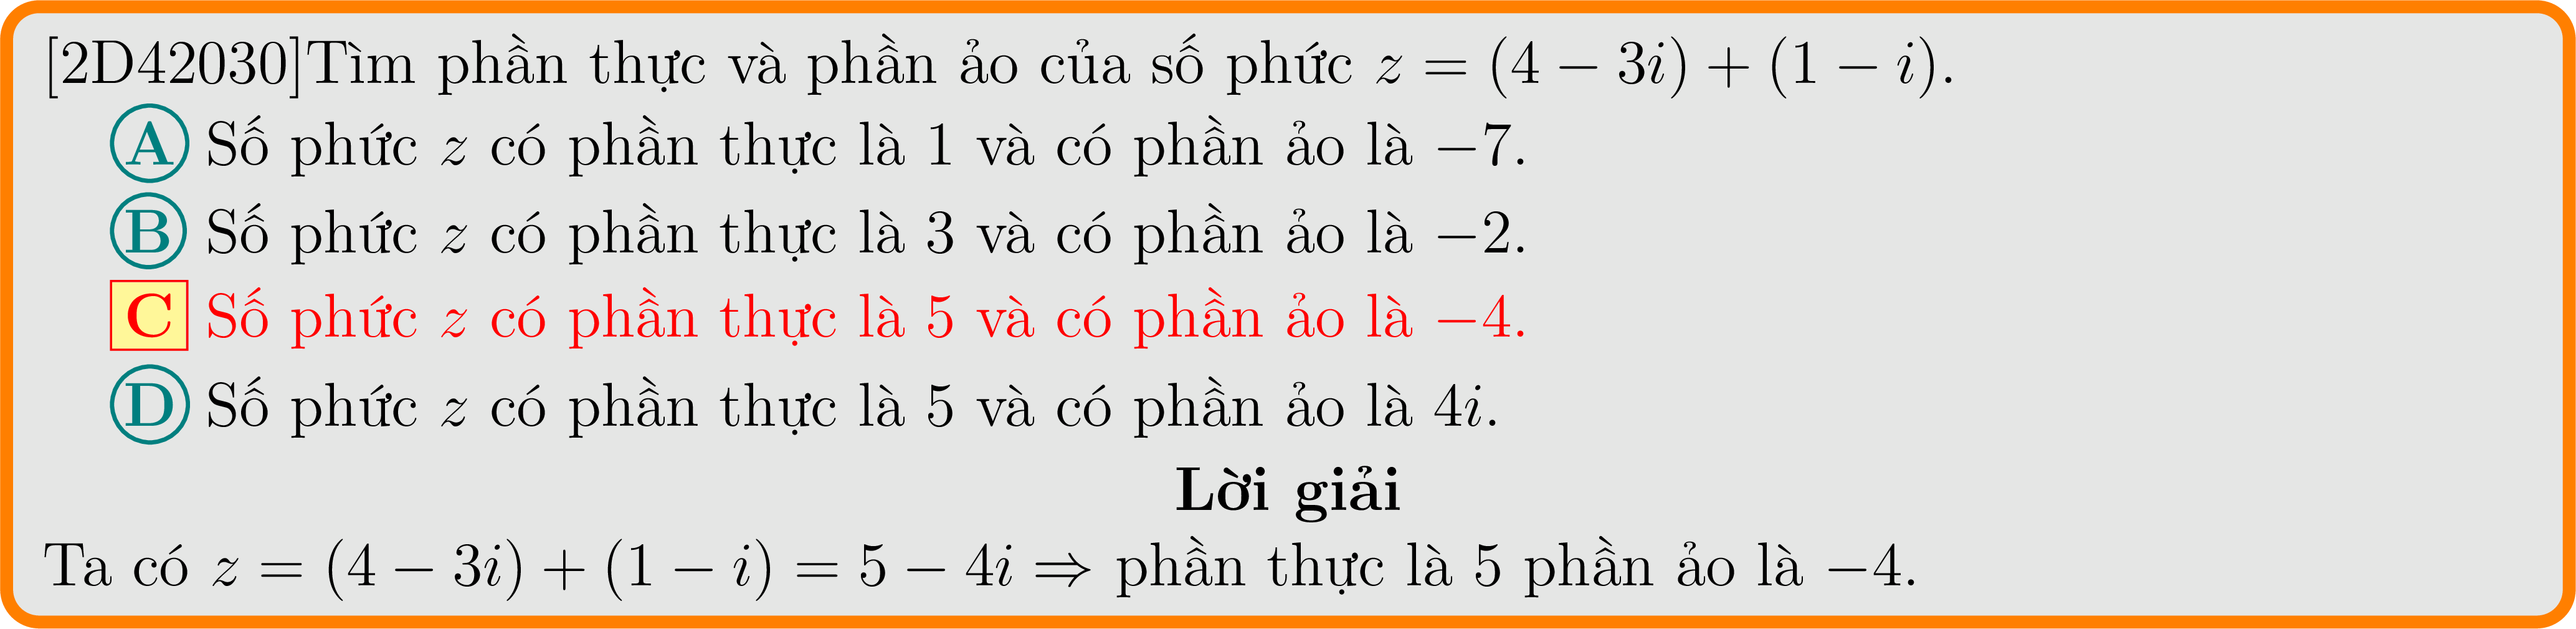 [2D42030]Tìm phần thực và phần ảo của số phức z = (4 − 3i) + (1 − i).
A Số phức z có phần thực là 1 và có phần ảo là −7.
B Số phức z có phần thực là 3 và có phần ảo là −2.
C Số phức z có phần thực là 5 và có phần ảo là −4.
D Số phức z có phần thực là 5 và có phần ảo là 4i.
Lời giải
Ta có z = (4 − 3i) + (1 − i) = 5 − 4i ⇒ phần thực là 5 phần ảo là −4.